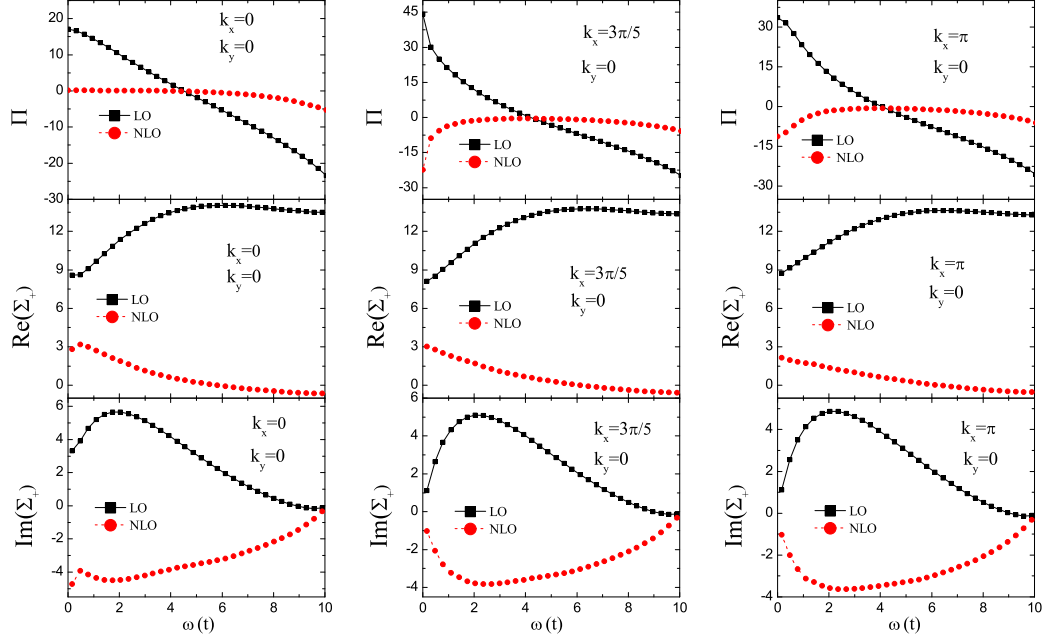 20
10
0
-10
-20
-30
Π
k_x=0
k_y=0
LO
NLO
45
30
15
0
-15
-30
Π
k_x=3π/5
k_y=0
LO
NLO
30
15
0
-15
-30
Π
k_x=π
k_y=0
LO
NLO
12
9
6
3
0
Re(Σ_+)
k_x=0
k_y=0
LO
NLO
12
9
6
3
0
Re(Σ_+)
k_x=3π/5
k_y=0
LO
NLO
12
9
6
3
0
Re(Σ_+)
k_x=π
k_y=0
LO
NLO
6
4
2
0
-2
-4
Im(Σ_+)
k_x=0
k_y=0
LO
NLO
0 2 4 6 8 10
ω(t)
6
4
2
0
-2
-4
Im(Σ_+)
k_x=3π/5
k_y=0
LO
NLO
0 2 4 6 8 10
ω(t)
4
2
0
-2
-4
Im(Σ_+)
k_x=π
k_y=0
LO
NLO
0 2 4 6 8 10
ω(t)